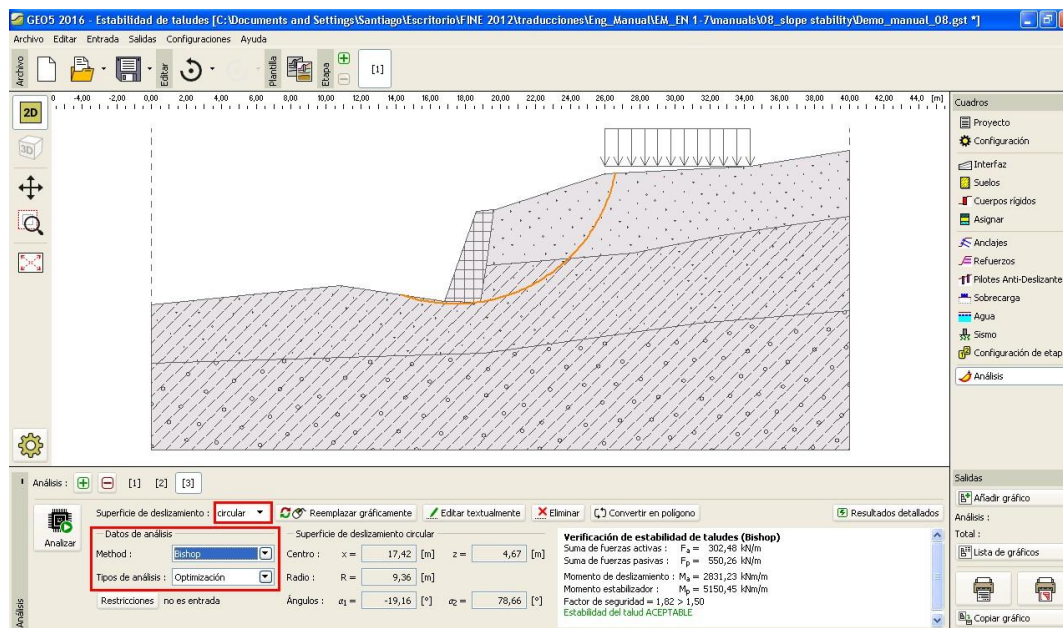 GEO5 2016 - Estabilidad de taludes [C:\Documents and Settings\Santiago\Escritorio\FINE 2012\traducciones\Eng_Manual\EM_EN 1-7\manuals\08_slope stability\Demo_manual_08.gst *]
Archivo Editar Entrada Salidas Configuraciones Ayuda
Archivo
Editar
Plantilla
Etapa
[1]
0 -4,00 -2,00 0,00 2,00 4,00 6,00 8,00 10,00 12,00 14,00 16,00 18,00 20,00 22,00 24,00 26,00 28,00 30,00 32,00 34,00 36,00 38,00 40,00 42,00 44,0 [m]
2D
3D
Cuadros
Proyecto
Configuración
Interfaz
Suelos
Cuerpos rígidos
Asignar
Anclajes
Refuerzos
Pilotes Anti-Deslizante
Sobrecarga
Agua
Sismo
Configuración de etap
Análisis
Análisis : [1] [2] [3]
Analizar
Superficie de deslizamiento : circular Reemplazar gráficamente Editar textualmente Eliminar Convertir en polígono Resultados detallados
Datos de análisis
Method : Bishop
Tipos de análisis : Optimización
Restricciones no es entrada
Superficie de deslizamiento circular
Centro : x = 17,42 [m] z = 4,67 [m]
Radio : R = 9,36 [m]
Ángulos : α1 = -19,16 [°] α2 = 78,66 [°]
Verificación de estabilidad de taludes (Bishop)
Suma de fuerzas activas : Fa = 302,48 kN/m
Suma de fuerzas pasivas : Fp = 550,26 kN/m
Momento de deslizamiento : Ma = 2831,23 kNm/m
Momento estabilizador : Mp = 5150,45 kNm/m
Factor de seguridad = 1,82 > 1,50
Estabilidad del talud ACEPTABLE
Análisis
Salidas
Añadir gráfico
Análisis :
Total :
Lista de gráficos
Copiar gráfico